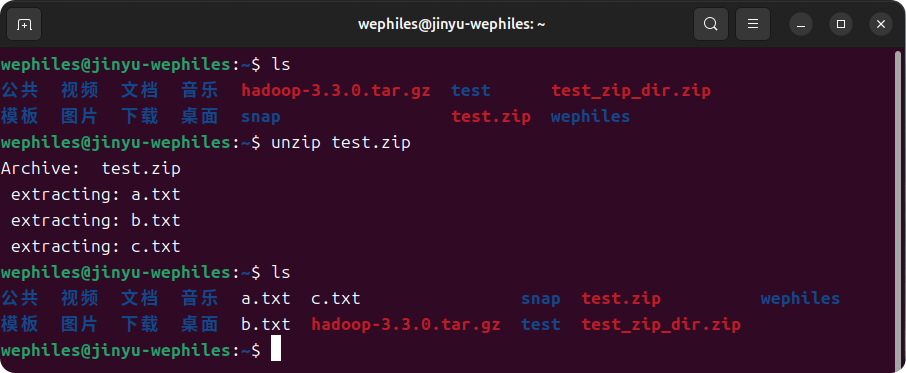 wephiles@jinyu-wephiles: ~
wephiles@jinyu-wephiles:~$ ls
公共 视频 文档 音乐 hadoop-3.3.0.tar.gz test test_zip_dir.zip
模板 图片 下载 桌面 snap test.zip wephiles
wephiles@jinyu-wephiles:~$ unzip test.zip
Archive:  test.zip
 extracting: a.txt
 extracting: b.txt
 extracting: c.txt
wephiles@jinyu-wephiles:~$ ls
公共 视频 文档 音乐 a.txt c.txt snap test.zip wephiles
模板 图片 下载 桌面 b.txt hadoop-3.3.0.tar.gz test test_zip_dir.zip
wephiles@jinyu-wephiles:~$